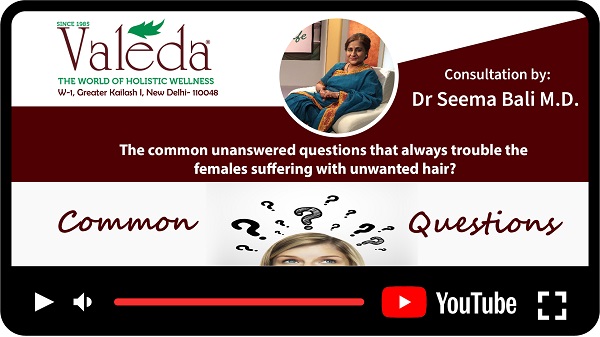 SINCE 1985
Valeda®
THE WORLD OF HOLISTIC WELLNESS
W-1, Greater Kailash I, New Delhi- 110048
Consultation by:
Dr Seema Bali M.D.
The common unanswered questions that always trouble the
females suffering with unwanted hair?
Common Questions
YouTube